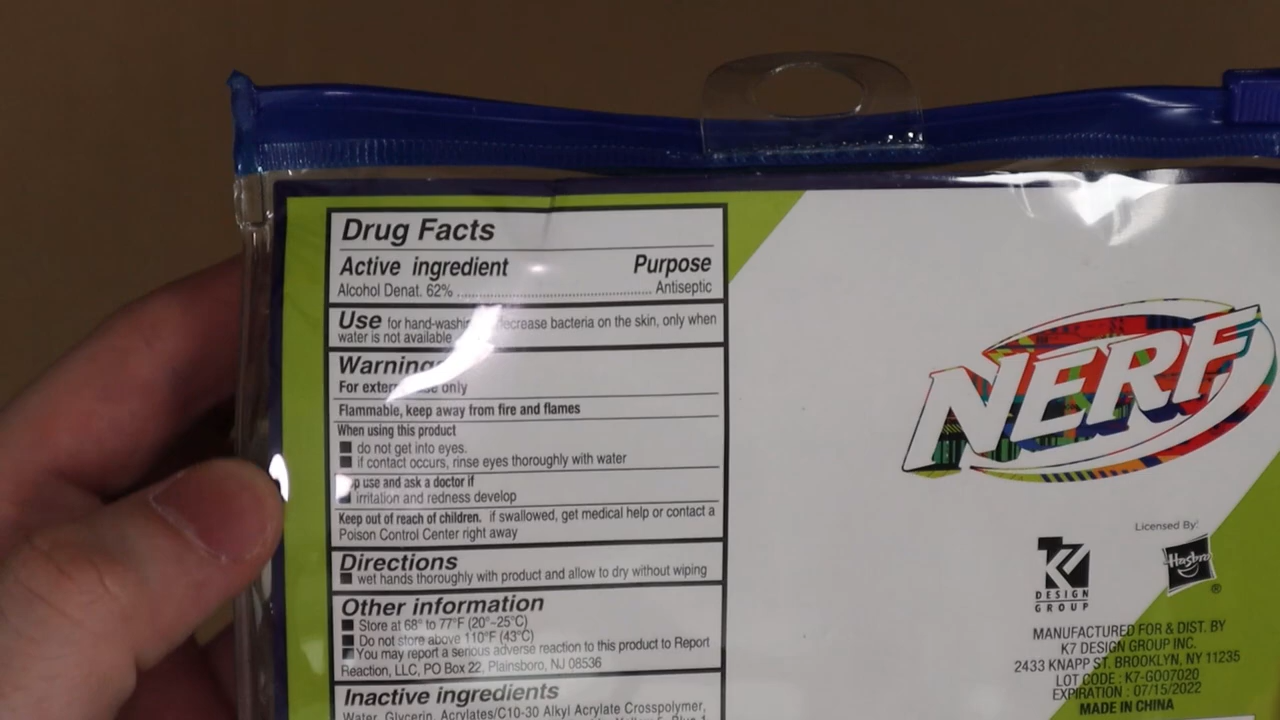 Drug Facts
Active ingredient Purpose
Alcohol Denat. 62% ........................................................ Antiseptic
Use for hand-washing decrease bacteria on the skin, only when
water is not available
Warning
For external use only
Flammable, keep away from fire and flames
When using this product
■ do not get into eyes.
■ if contact occurs, rinse eyes thoroughly with water
use and ask a doctor if
■ irritation and redness develop
Keep out of reach of children. if swallowed, get medical help or contact a
Poison Control Center right away
Directions
■ wet hands thoroughly with product and allow to dry without wiping
Other information
■ Store at 68° to 77°F (20°-25°C)
■ Do not store above 110°F (43°C)
■ You may report a serious adverse reaction to this product to Report
Reaction, LLC, PO Box 22, Plainsboro, NJ 08536
Inactive ingredients
Water, Glycerin, Acrylates/C10-30 Alkyl Acrylate Crosspolymer,
NERF
Licensed By:
K7
DESIGN
GROUP
Hasbro
®
MANUFACTURED FOR & DIST. BY
K7 DESIGN GROUP INC.
2433 KNAPP ST. BROOKLYN, NY 11235
LOT CODE : K7-G007020
EXPIRATION : 07/15/2022
MADE IN CHINA